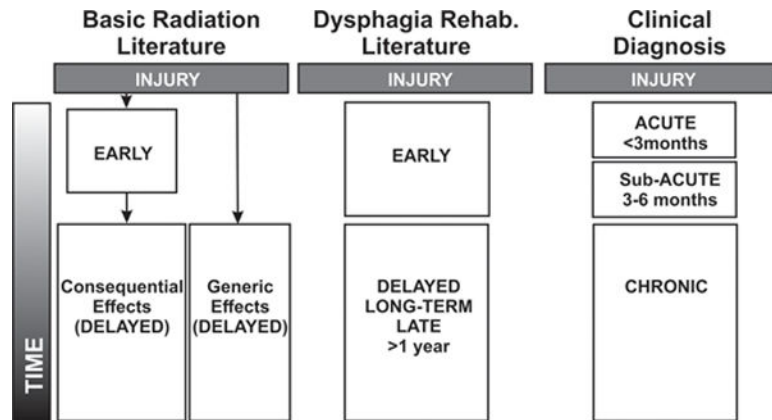 Basic Radiation
Literature
INJURY
EARLY
Consequential
Effects
(DELAYED)
Generic
Effects
(DELAYED)
Dysphagia Rehab.
Literature
INJURY
EARLY
DELAYED
LONG-TERM
LATE
>1 year
Clinical
Diagnosis
INJURY
ACUTE
<3months
Sub-ACUTE
3-6 months
CHRONIC
TIME